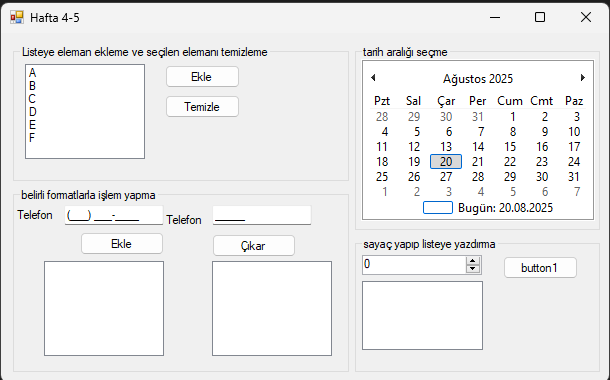 Hafta 4-5
Listeye eleman ekleme ve seçilen elemanı temizleme
A
B
C
D
E
F
Ekle
Temizle
tarih aralığı seçme
Ağustos 2025
Pzt Sal Çar Per Cum Cmt Paz
28 29 30 31 1 2 3
4 5 6 7 8 9 10
11 12 13 14 15 16 17
18 19 20 21 22 23 24
25 26 27 28 29 30 31
1 2 3 4 5 6 7
Bugün: 20.08.2025
belirli formatlarla işlem yapma
Telefon (___) ___-____ Telefon _____
Ekle Çıkar
sayaç yapıp listeye yazdırma
0 button1